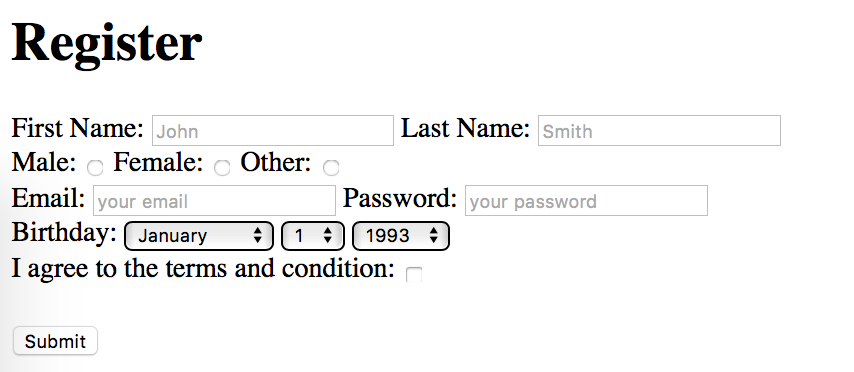 Register
First Name: John Last Name: Smith
Male: Female: Other:
Email: your email Password: your password
Birthday: January 1 1993
I agree to the terms and condition:
Submit